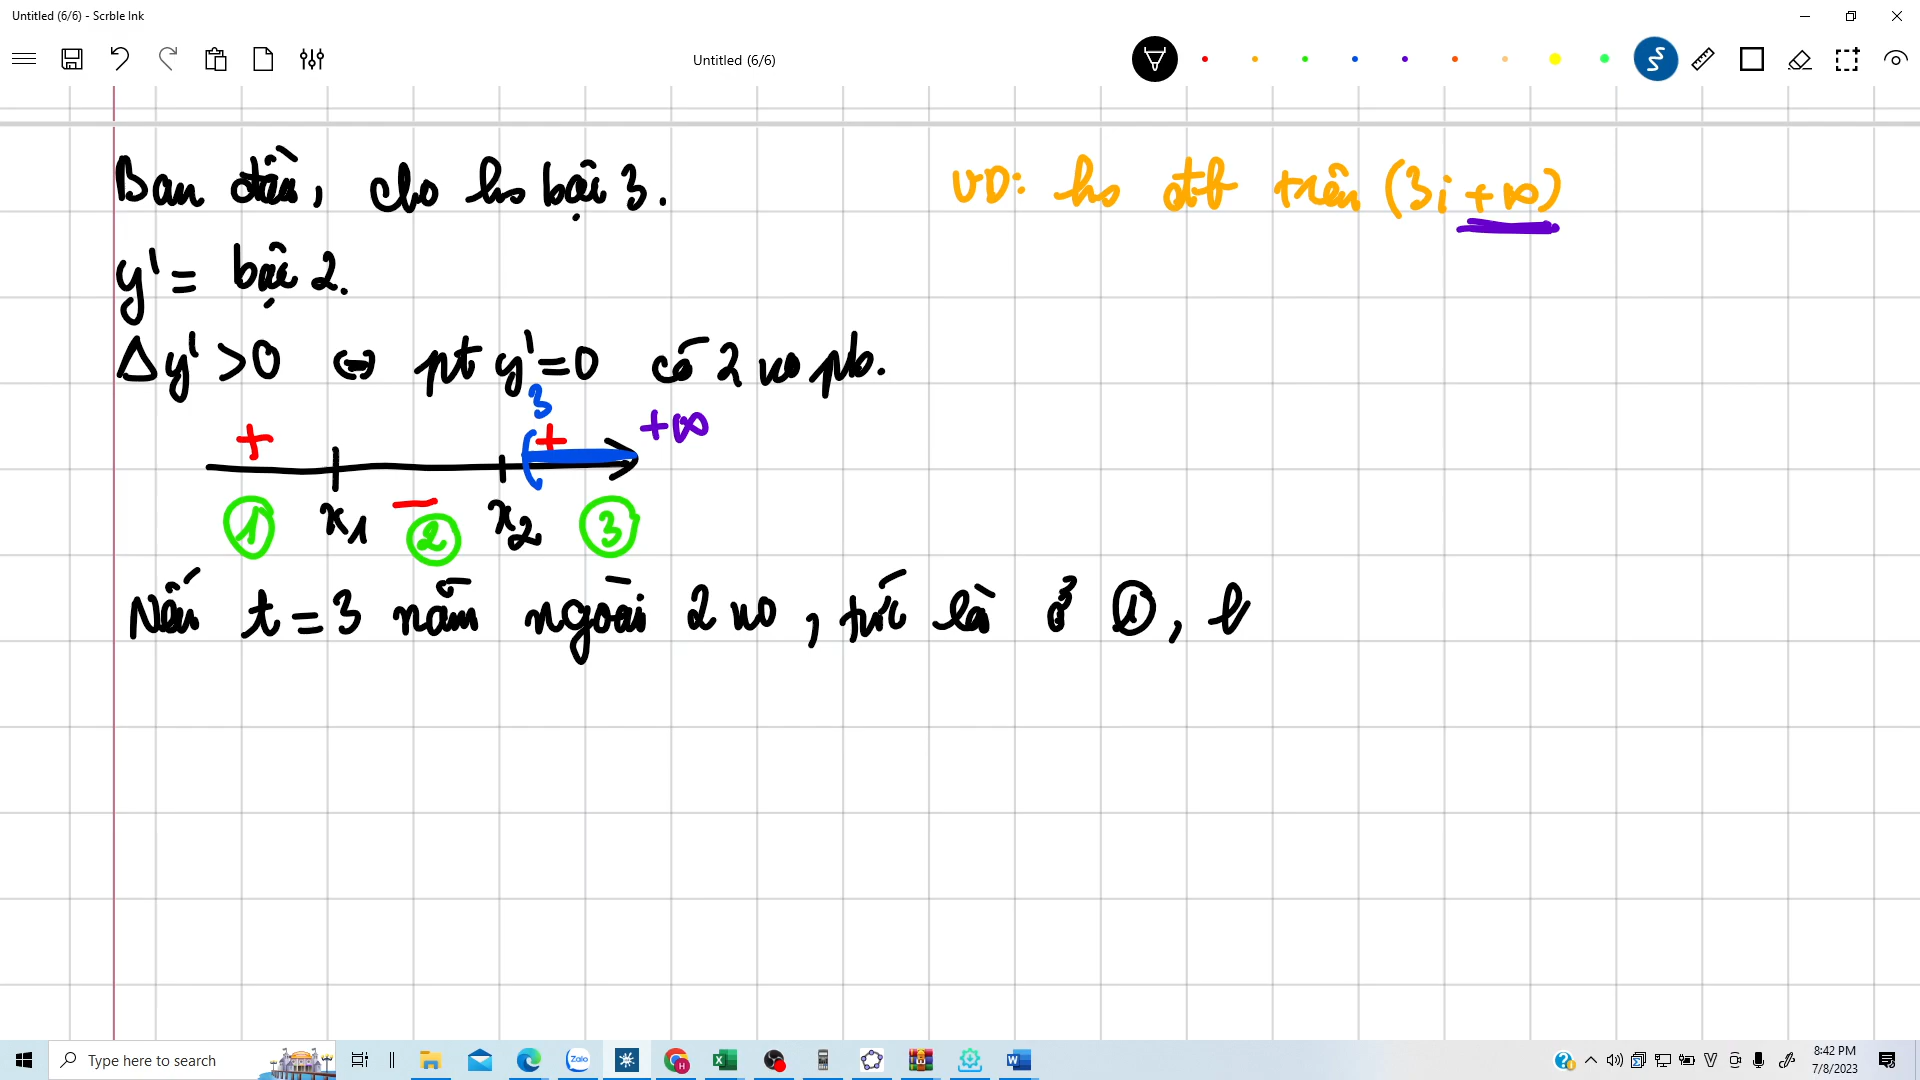 Untitled (6/6) - Scrble Ink
Untitled (6/6)
Ban đầu, cho hs bậc 3.
VD: hs đb trên (3; +∞)
y' = bậc 2.
Δy' > 0 ⇔ pt y' = 0 có 2 no pb.
3
+ + +∞
x1 − x2
1 2 3
Nếu t = 3 nằm ngoài 2 no, tức là ở ①,
Type here to search
Zalo
8:42 PM
7/8/2023